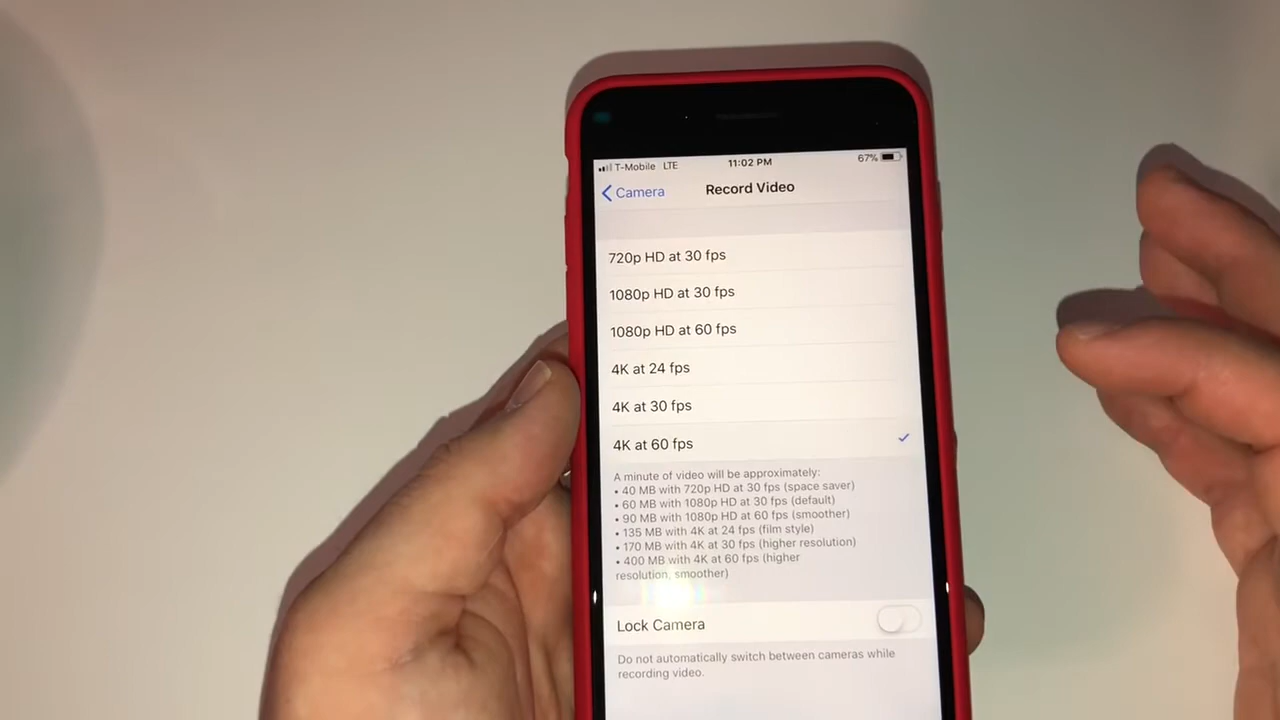 T-Mobile LTE 11:02 PM 67%
Camera Record Video
720p HD at 30 fps
1080p HD at 30 fps
1080p HD at 60 fps
4K at 24 fps
4K at 30 fps
4K at 60 fps
A minute of video will be approximately:
• 40 MB with 720p HD at 30 fps (space saver)
• 60 MB with 1080p HD at 30 fps (default)
• 90 MB with 1080p HD at 60 fps (smoother)
• 135 MB with 4K at 24 fps (film style)
• 170 MB with 4K at 30 fps (higher resolution)
• 400 MB with 4K at 60 fps (higher
resolution, smoother)
Lock Camera
Do not automatically switch between cameras while
recording video.